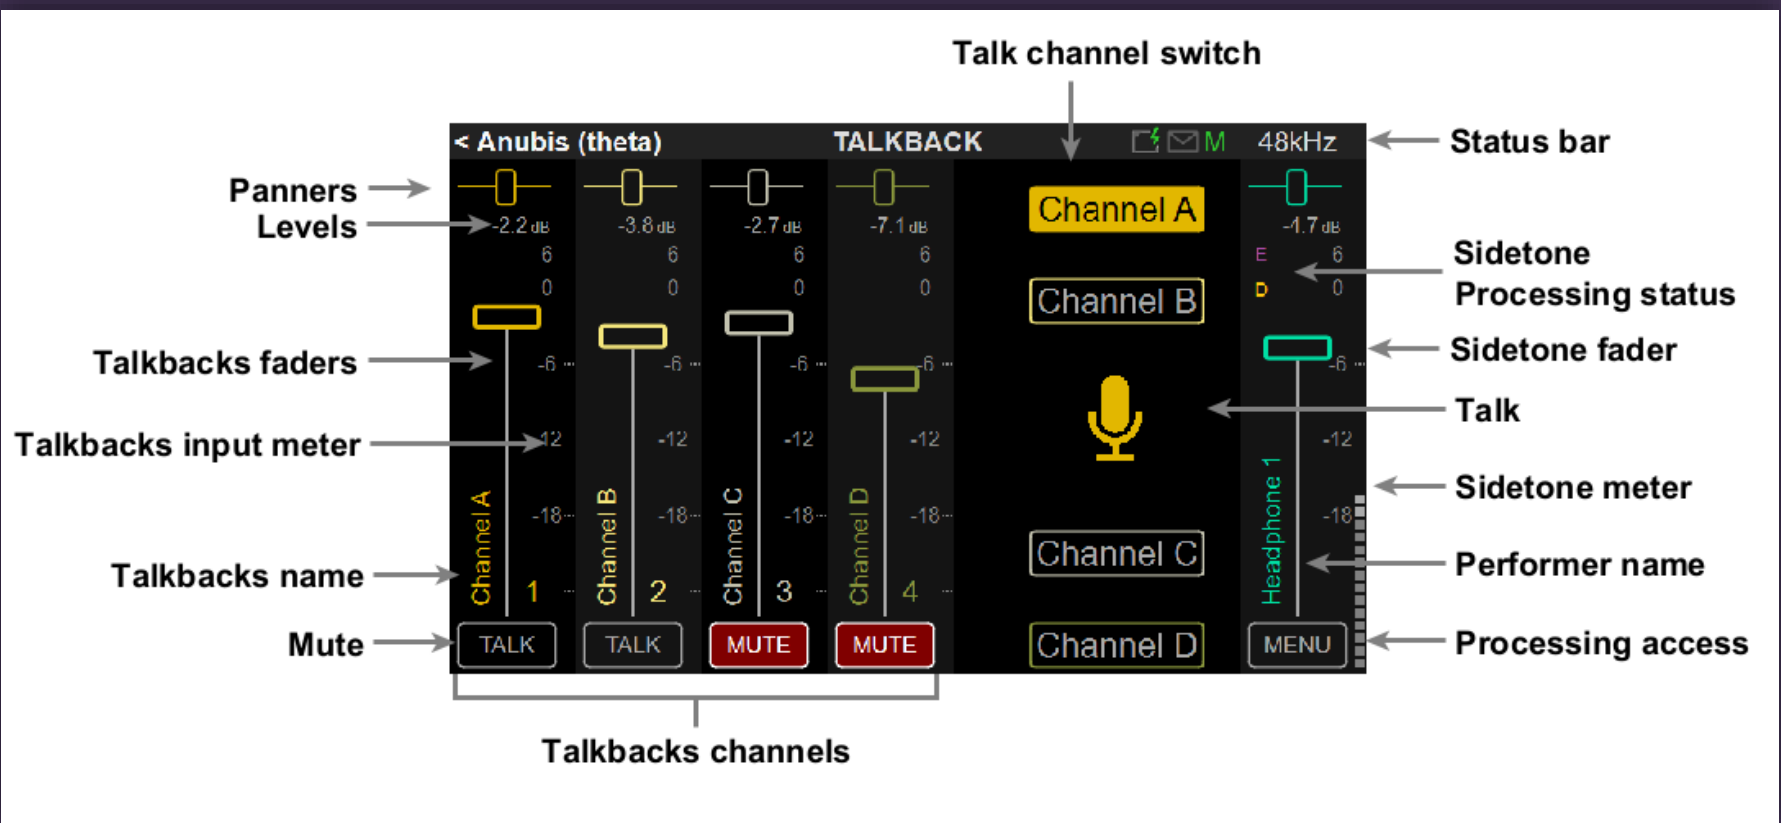 Talk channel switch
< Anubis (theta) TALKBACK M 48kHz Status bar
Panners
Levels -2.2 dB -3.8 dB -2.7 dB -7.1 dB Channel A -4.7 dB
6 6 6 6 E 6 Sidetone
0 0 0 0 Channel B D 0 Processing status
Talkbacks faders -6 -6 -6 -6 -6 Sidetone fader
Talk
Talkbacks input meter -12 -12 -12 -12 -12
Sidetone meter
-18 -18 -18 -18 -18
Channel A Channel B Channel C Channel D Channel C Headphone 1 Performer name
Talkbacks name 1 2 3 4
Mute TALK TALK MUTE MUTE Channel D MENU Processing access
Talkbacks channels